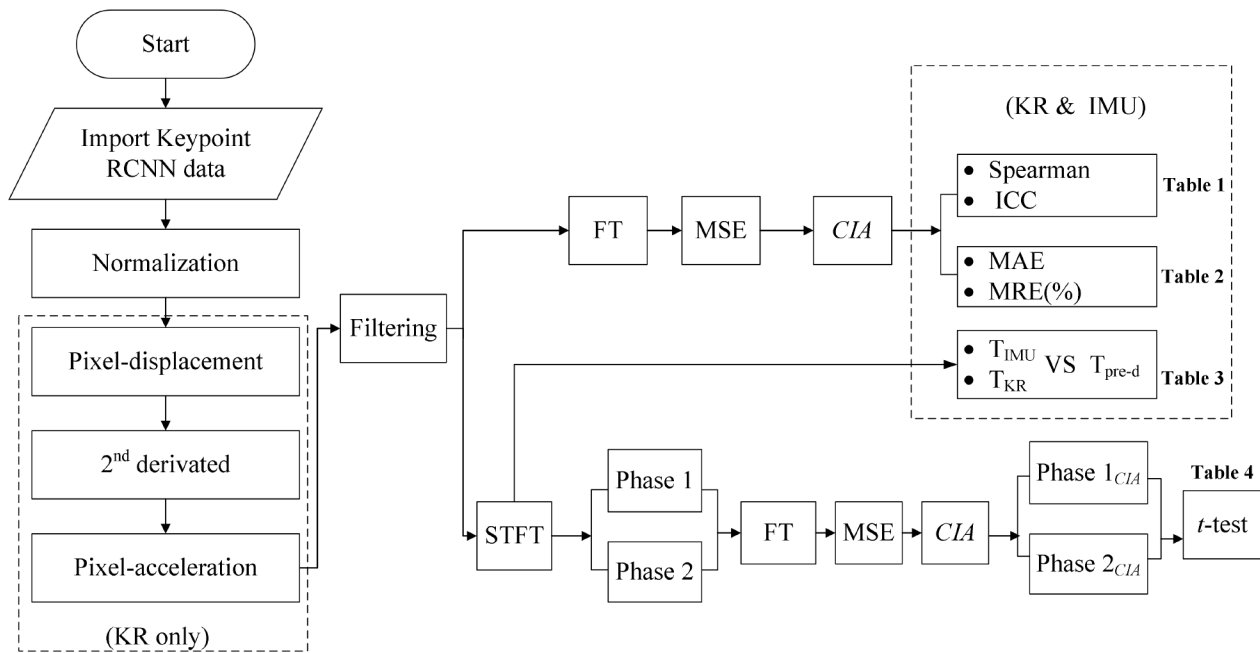 Start
Import Keypoint
RCNN data
Normalization
Pixel-displacement
2nd derivated
Pixel-acceleration
(KR only)
Filtering
FT
MSE
CIA
(KR & IMU)
• Spearman
• ICC
Table 1
• MAE
• MRE(%)
Table 2
• TIMU
• TKR
VS Tpre-d
Table 3
STFT
Phase 1
Phase 2
FT
MSE
CIA
Phase 1CIA
Phase 2CIA
Table 4
t-test